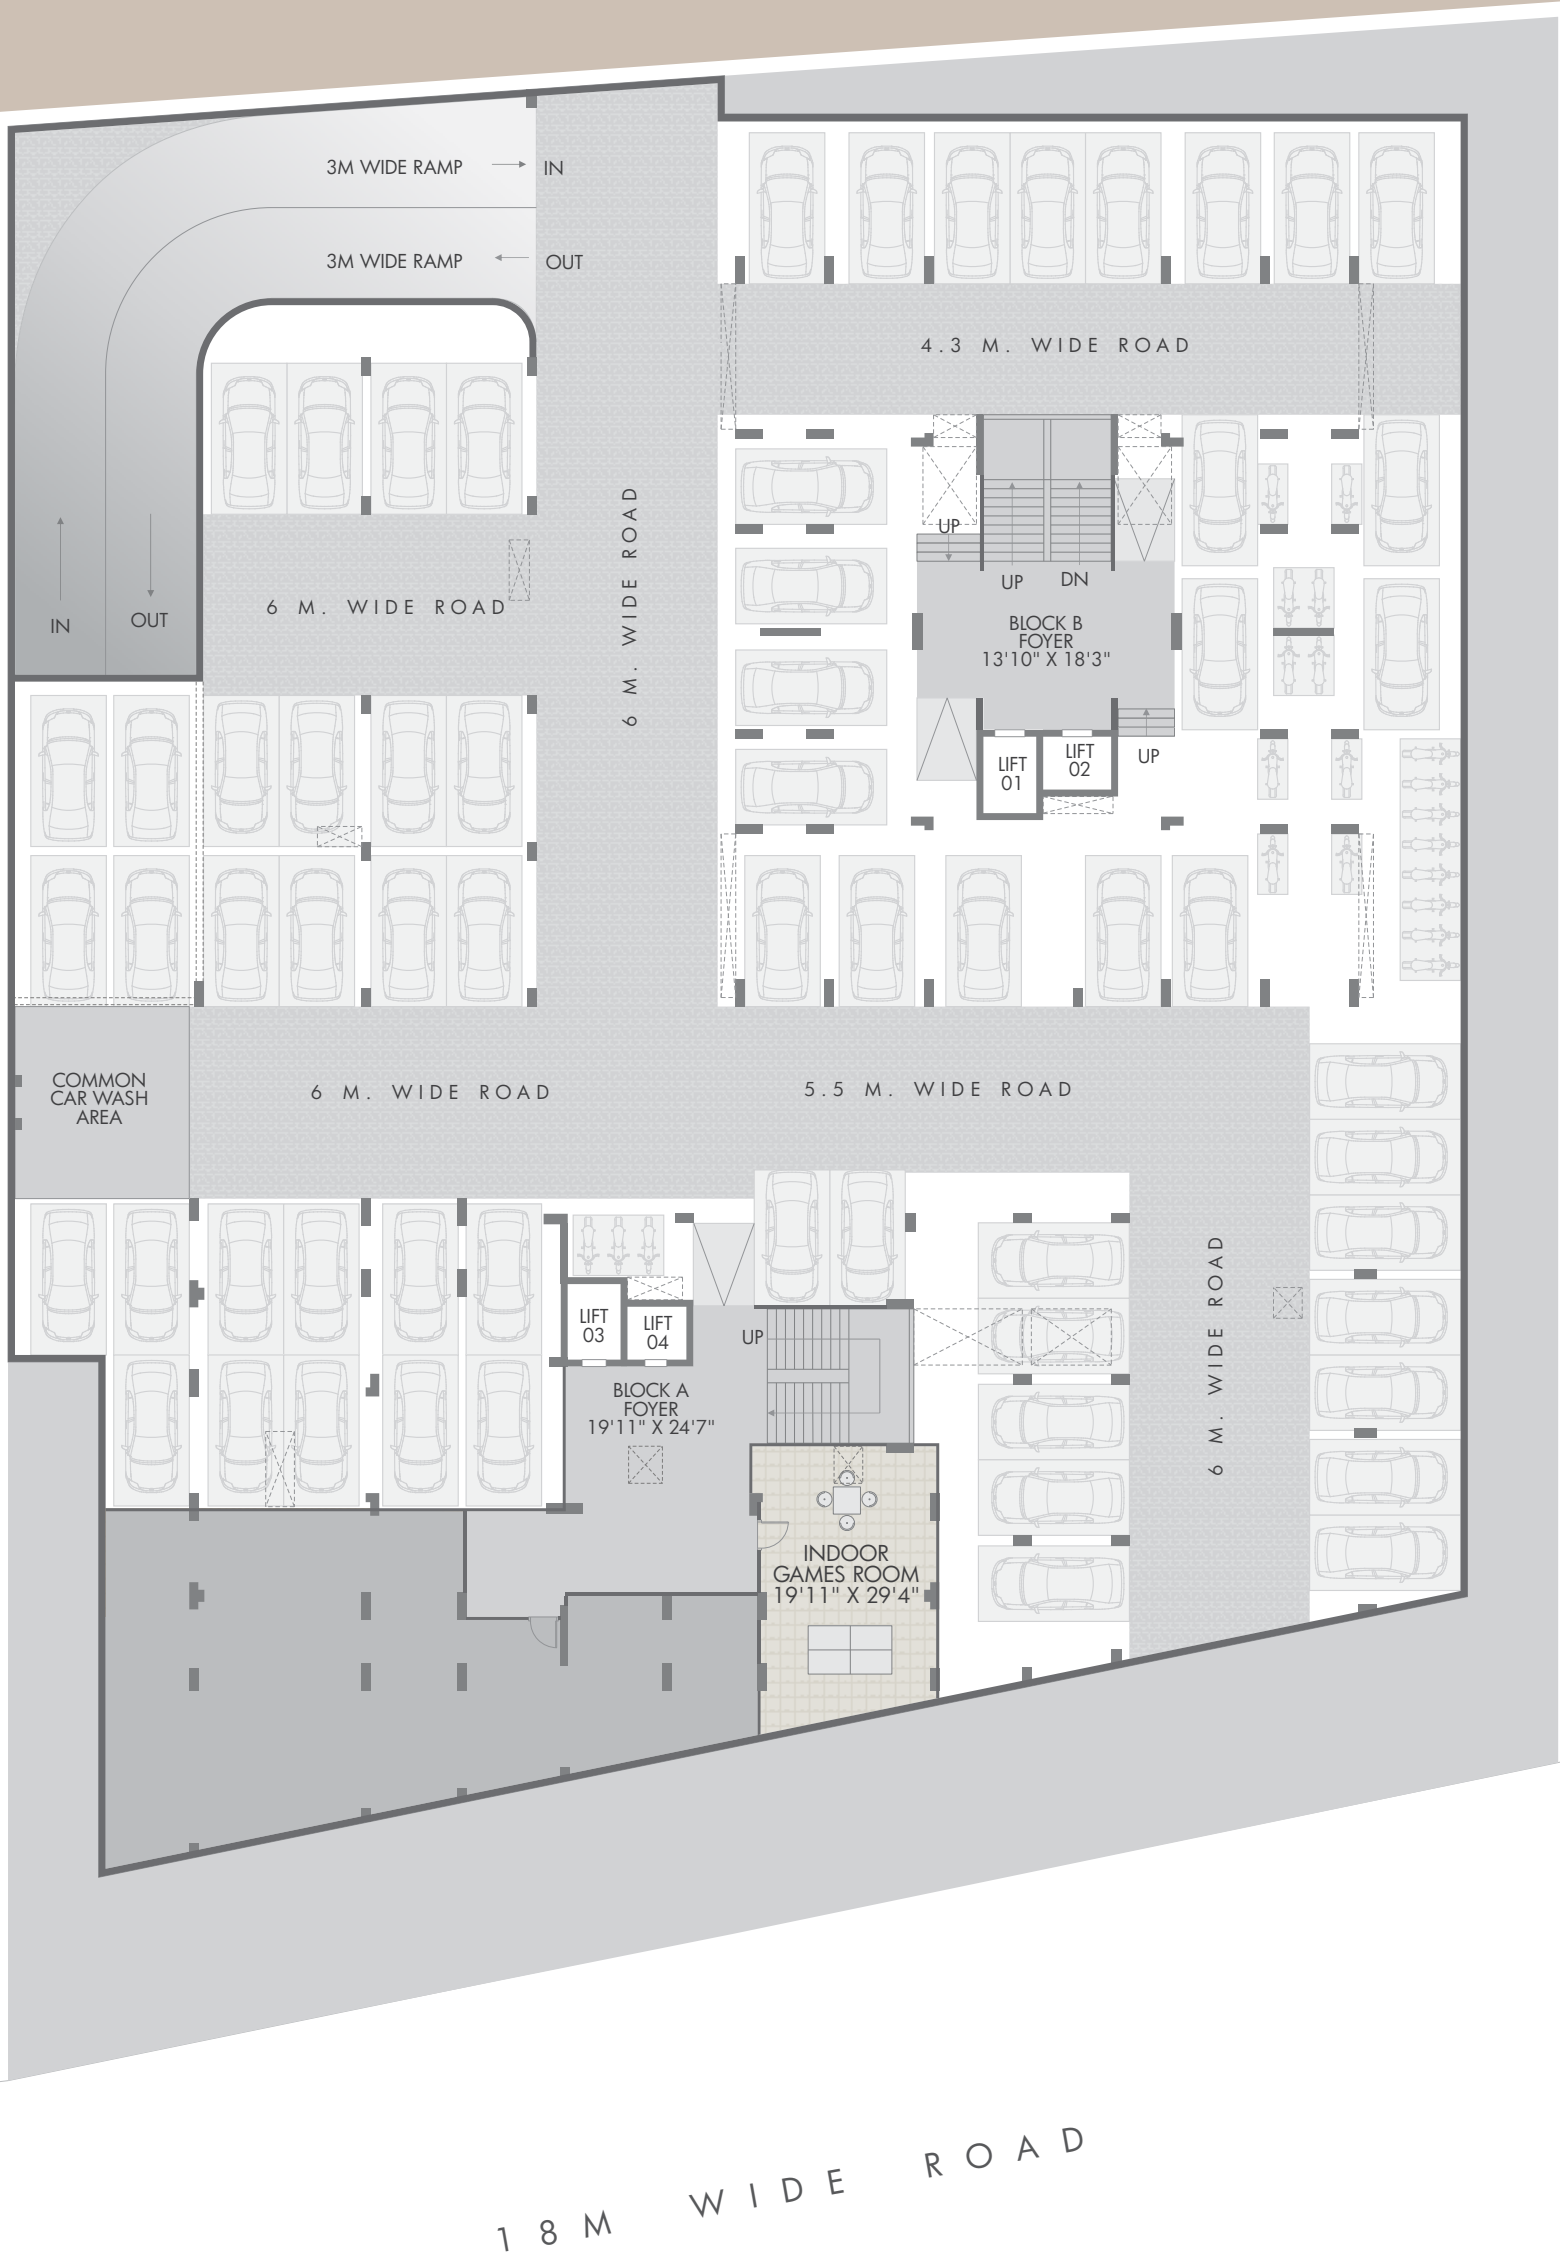 3M WIDE RAMP
IN
3M WIDE RAMP
OUT
4.3 M. WIDE ROAD
6 M. WIDE ROAD
UP
UP
DN
IN
OUT
6 M. WIDE ROAD
BLOCK B
FOYER
13'10" X 18'3"
LIFT
01
LIFT
02
UP
COMMON
CAR WASH
AREA
6 M. WIDE ROAD
5.5 M. WIDE ROAD
6 M. WIDE ROAD
LIFT
03
LIFT
04
UP
BLOCK A
FOYER
19'11" X 24'7"
INDOOR
GAMES ROOM
19'11" X 29'4"
18M WIDE ROAD